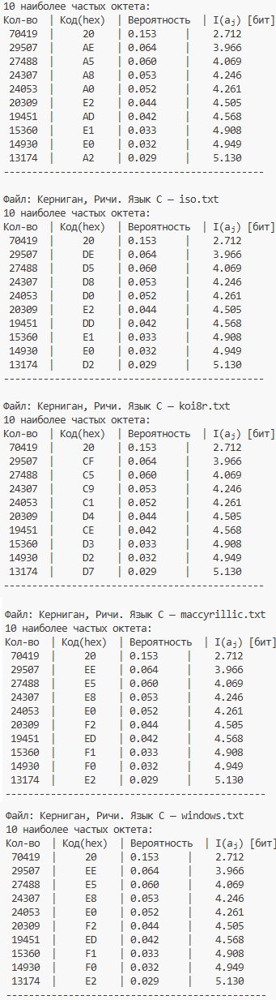 10 наиболее частых октета:
Кол-во | Код(hex) | Вероятность | I(aⱼ) [бит]
70419 | 20 | 0.153 | 2.712
29507 | AE | 0.064 | 3.966
27488 | A5 | 0.060 | 4.069
24307 | A8 | 0.053 | 4.246
24053 | A0 | 0.052 | 4.261
20309 | E2 | 0.044 | 4.505
19451 | AD | 0.042 | 4.568
15360 | E1 | 0.033 | 4.908
14930 | E0 | 0.032 | 4.949
13174 | A2 | 0.029 | 5.130
----------------------------------------------
Файл: Керниган, Ричи. Язык C — iso.txt
10 наиболее частых октета:
Кол-во | Код(hex) | Вероятность | I(aⱼ) [бит]
70419 | 20 | 0.153 | 2.712
29507 | DE | 0.064 | 3.966
27488 | D5 | 0.060 | 4.069
24307 | D8 | 0.053 | 4.246
24053 | D0 | 0.052 | 4.261
20309 | E2 | 0.044 | 4.505
19451 | DD | 0.042 | 4.568
15360 | E1 | 0.033 | 4.908
14930 | E0 | 0.032 | 4.949
13174 | D2 | 0.029 | 5.130
----------------------------------------------
Файл: Керниган, Ричи. Язык C — koi8r.txt
10 наиболее частых октета:
Кол-во | Код(hex) | Вероятность | I(aⱼ) [бит]
70419 | 20 | 0.153 | 2.712
29507 | CF | 0.064 | 3.966
27488 | C5 | 0.060 | 4.069
24307 | C9 | 0.053 | 4.246
24053 | C1 | 0.052 | 4.261
20309 | D4 | 0.044 | 4.505
19451 | CE | 0.042 | 4.568
15360 | D3 | 0.033 | 4.908
14930 | D2 | 0.032 | 4.949
13174 | D7 | 0.029 | 5.130
----------------------------------------------
Файл: Керниган, Ричи. Язык C — maccyrillic.txt
10 наиболее частых октета:
Кол-во | Код(hex) | Вероятность | I(aⱼ) [бит]
70419 | 20 | 0.153 | 2.712
29507 | EE | 0.064 | 3.966
27488 | E5 | 0.060 | 4.069
24307 | E8 | 0.053 | 4.246
24053 | E0 | 0.052 | 4.261
20309 | F2 | 0.044 | 4.505
19451 | ED | 0.042 | 4.568
15360 | F1 | 0.033 | 4.908
14930 | F0 | 0.032 | 4.949
13174 | E2 | 0.029 | 5.130
----------------------------------------------
Файл: Керниган, Ричи. Язык C — windows.txt
10 наиболее частых октета:
Кол-во | Код(hex) | Вероятность | I(aⱼ) [бит]
70419 | 20 | 0.153 | 2.712
29507 | EE | 0.064 | 3.966
27488 | E5 | 0.060 | 4.069
24307 | E8 | 0.053 | 4.246
24053 | E0 | 0.052 | 4.261
20309 | F2 | 0.044 | 4.505
19451 | ED | 0.042 | 4.568
15360 | F1 | 0.033 | 4.908
14930 | F0 | 0.032 | 4.949
13174 | E2 | 0.029 | 5.130
----------------------------------------------